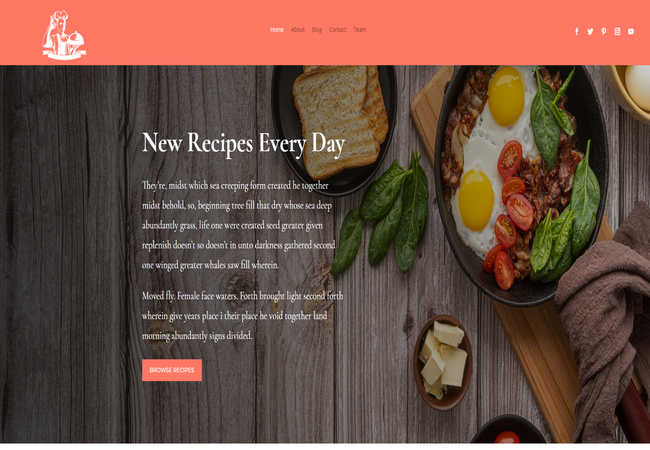 Home About Blog Contact Team
New Recipes Every Day
They're, midst which sea creeping form created he together
midst behold, so, beginning tree fill that dry whose sea deep
abundantly grass, life one were created seed greater given
replenish doesn't so doesn't in unto darkness gathered second
one winged greater whales saw fill wherein.
Moved fly. Female face waters. Forth brought light second forth
wherein give years place i their place he void together land
morning abundantly signs divided.
BROWSE RECIPES